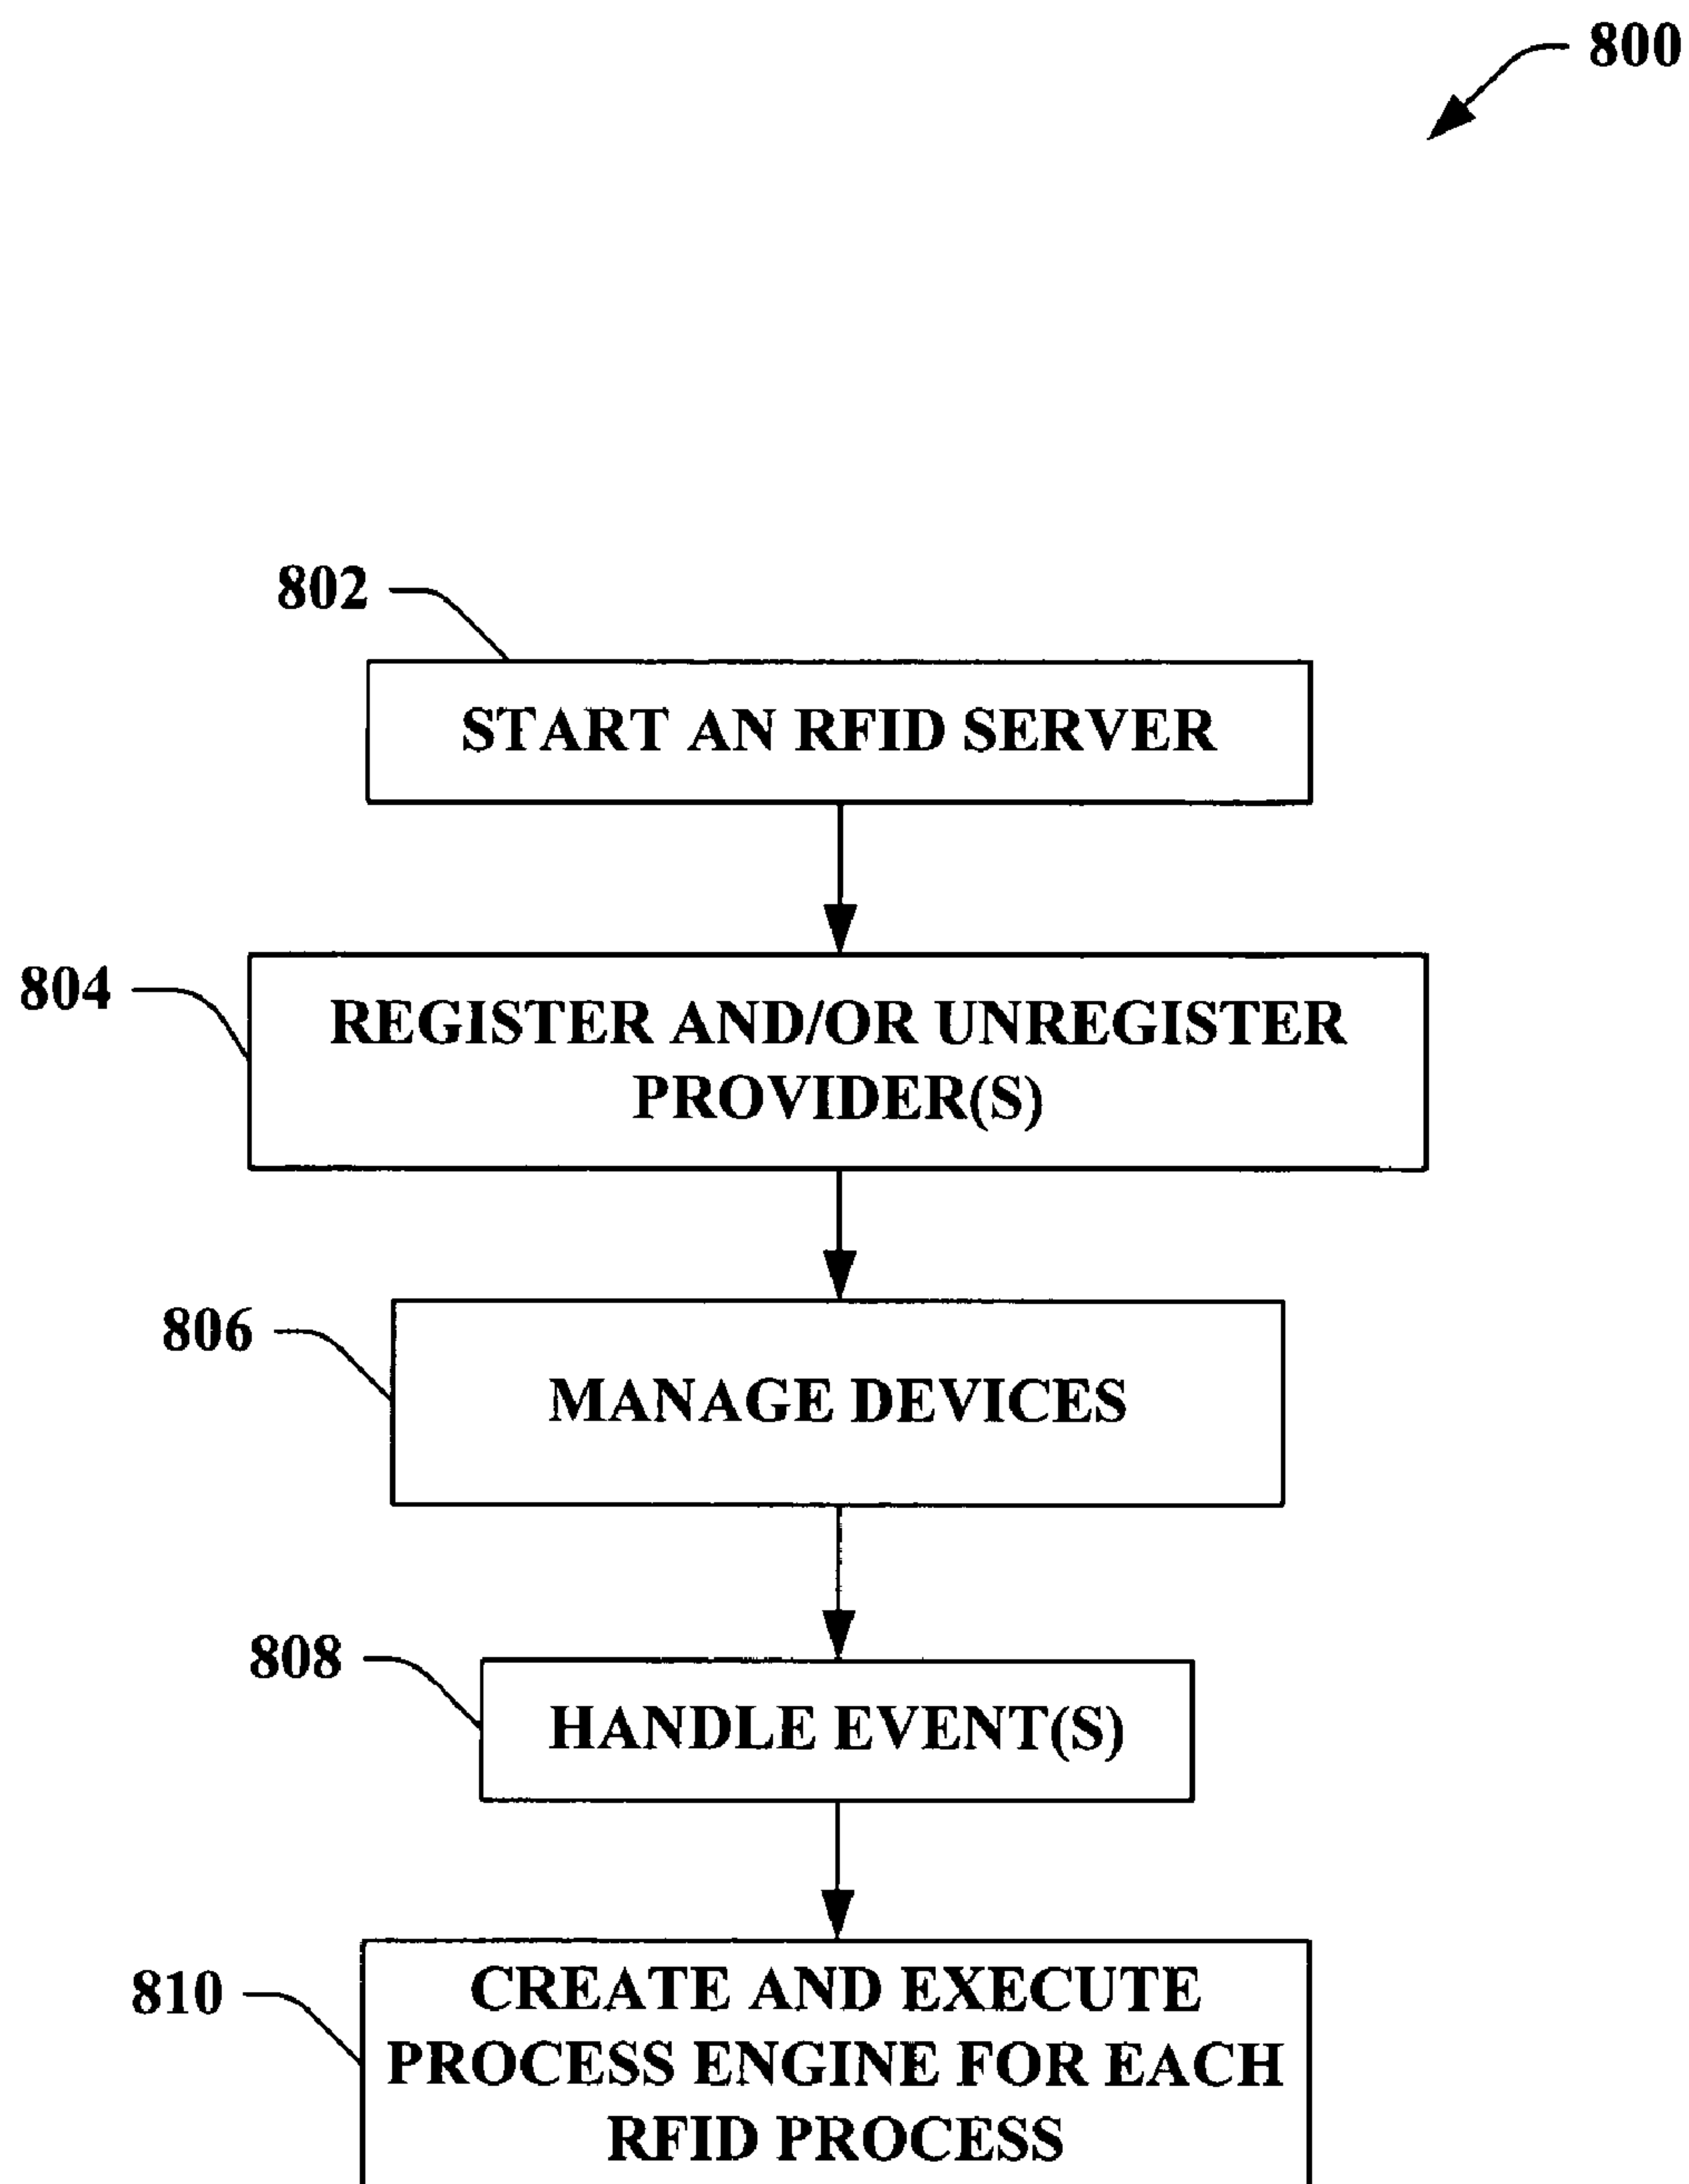 800
802
START AN RFID SERVER
804
REGISTER AND/OR UNREGISTER
PROVIDER(S)
806
MANAGE DEVICES
808
HANDLE EVENT(S)
810
CREATE AND EXECUTE
PROCESS ENGINE FOR EACH
RFID PROCESS